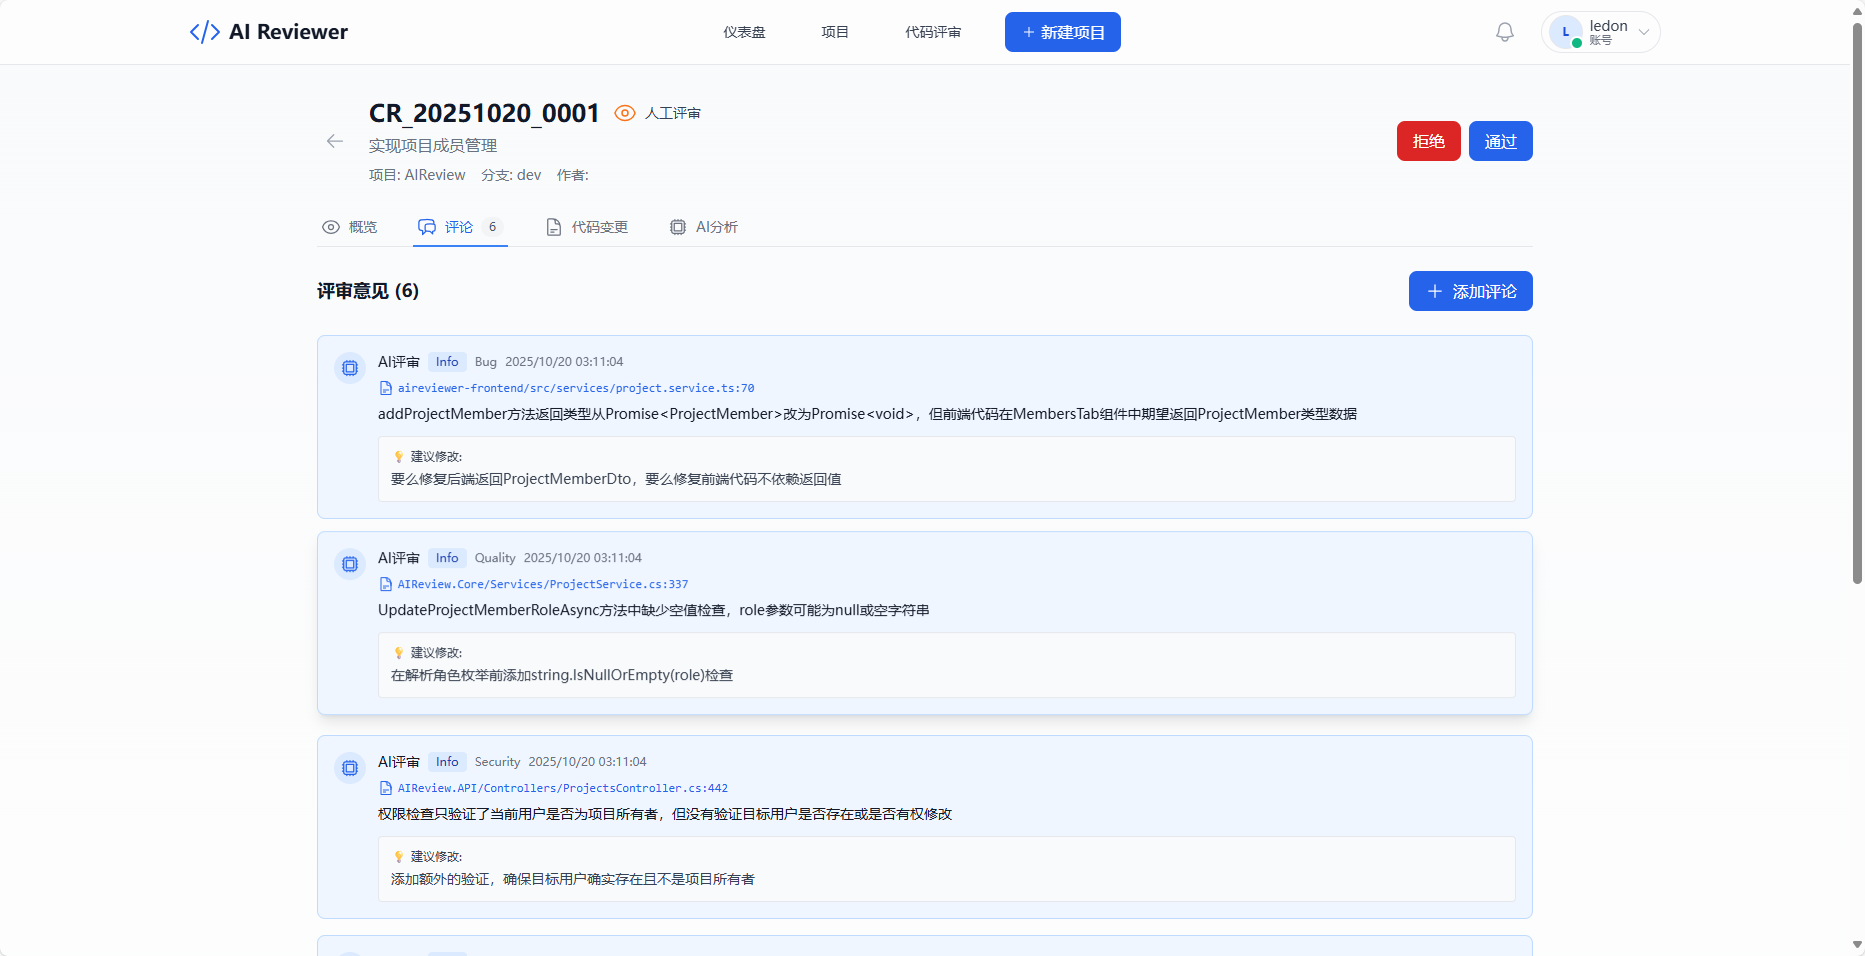 AI Reviewer
仪表盘
项目
代码评审
新建项目
L
ledon
账号
CR_20251020_0001
人工评审
实现项目成员管理
项目: AIReview 分支: dev 作者:
拒绝
通过
概览
评论 6
代码变更
AI分析
评审意见 (6)
添加评论
AI评审 Info Bug 2025/10/20 03:11:04
aireviewer-frontend/src/services/project.service.ts:70
addProjectMember方法返回类型从Promise<ProjectMember>改为Promise<void>，但前端代码在MembersTab组件中期望返回ProjectMember类型数据
建议修改:
要么修复后端返回ProjectMemberDto，要么修复前端代码不依赖返回值
AI评审 Info Quality 2025/10/20 03:11:04
AIReview.Core/Services/ProjectService.cs:337
UpdateProjectMemberRoleAsync方法中缺少空值检查，role参数可能为null或空字符串
建议修改:
在解析角色枚举前添加string.IsNullOrEmpty(role)检查
AI评审 Info Security 2025/10/20 03:11:04
AIReview.API/Controllers/ProjectsController.cs:442
权限检查只验证了当前用户是否为项目所有者，但没有验证目标用户是否存在或是否有权修改
建议修改:
添加额外的验证，确保目标用户确实存在且不是项目所有者